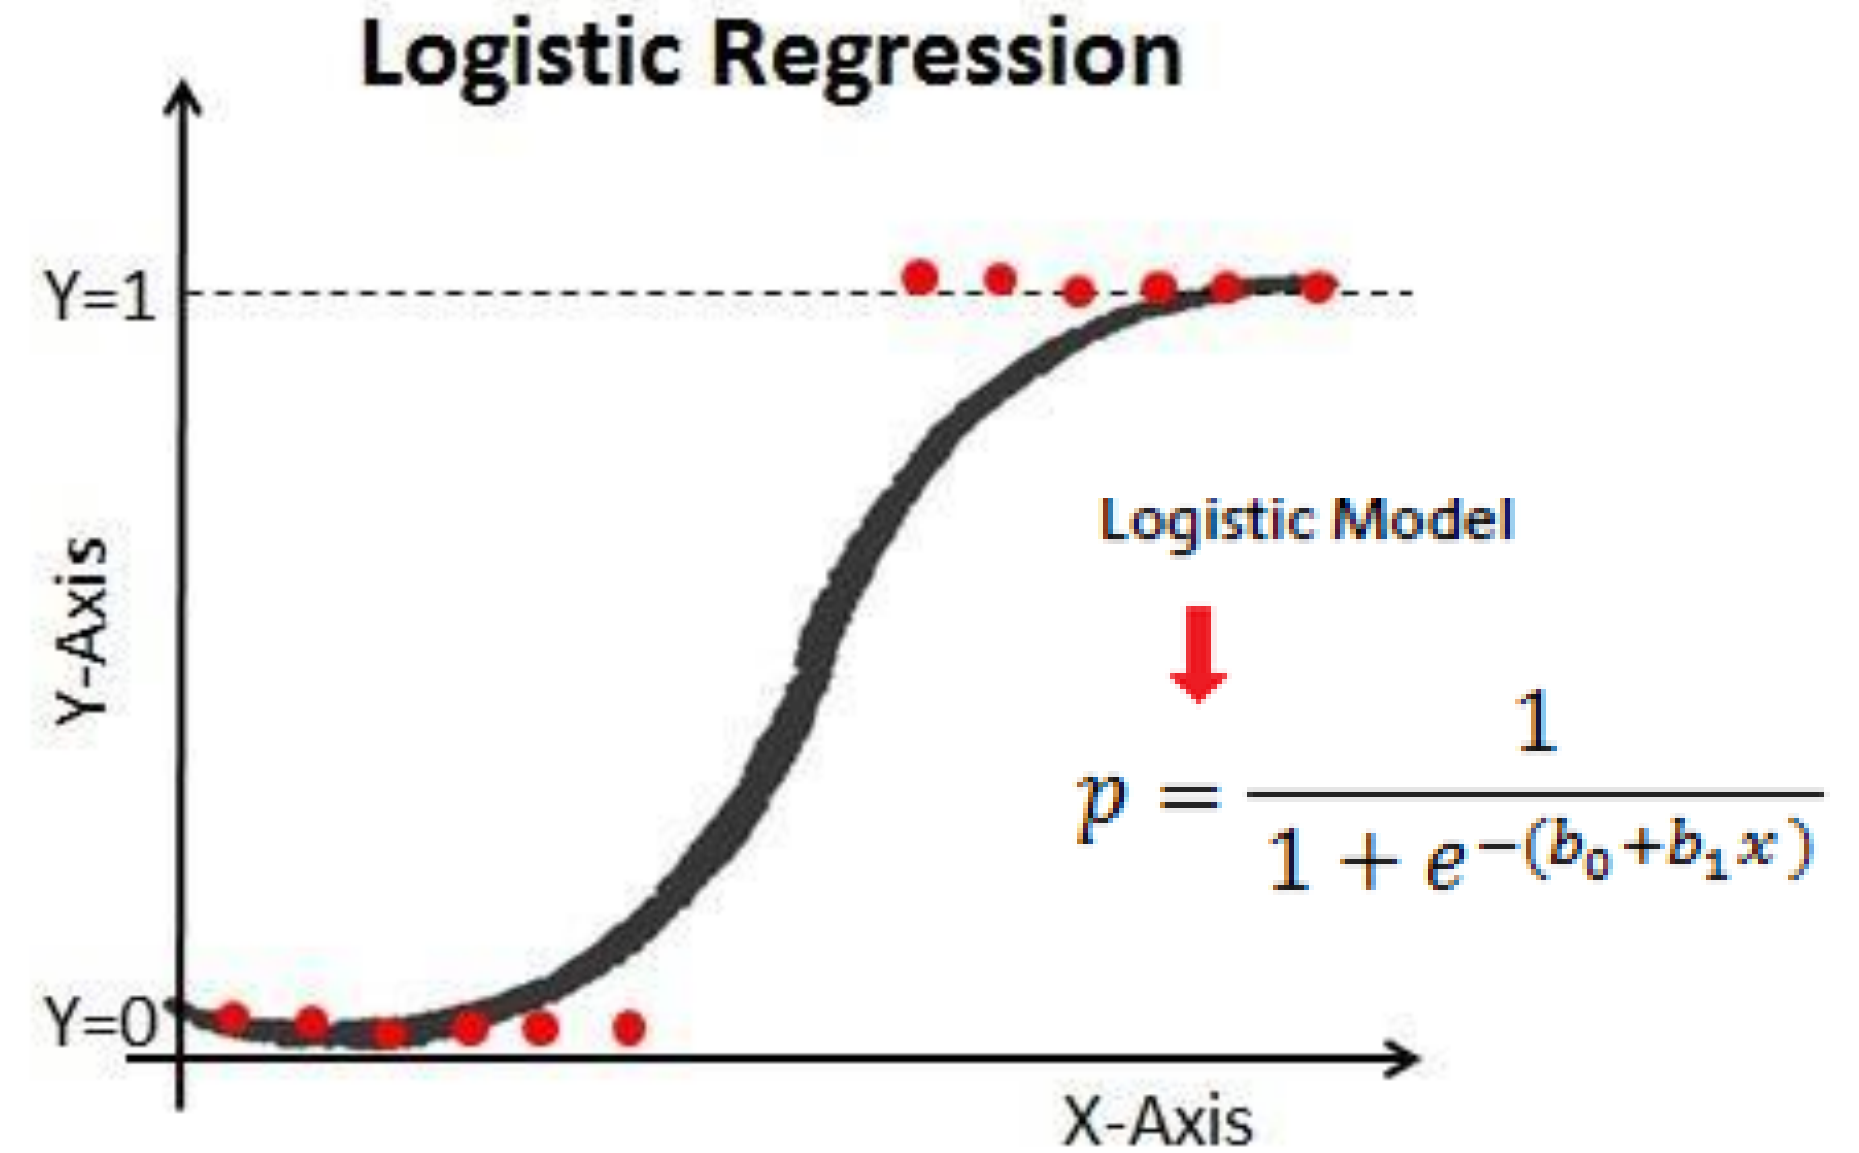 Logistic Regression
Y=1
Y-Axis
Logistic Model
p = 1 / (1 + e^−(b₀+b₁x))
Y=0
X-Axis